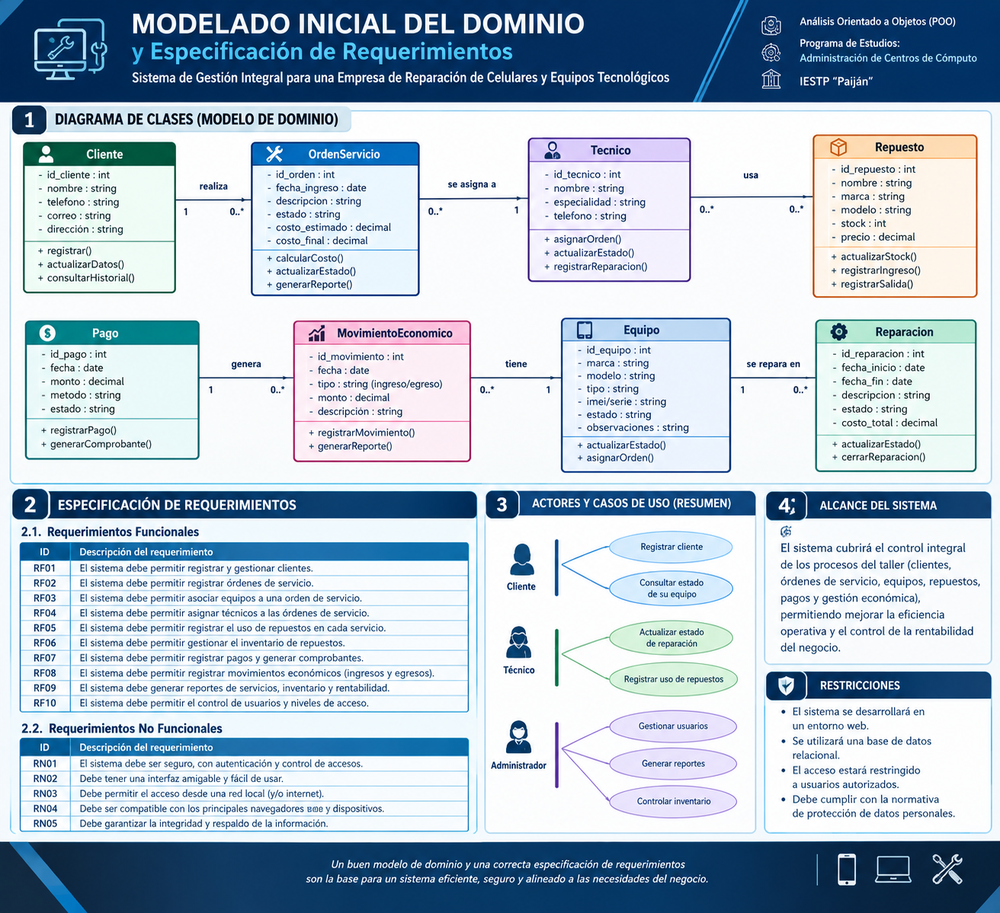 MODELADO INICIAL DEL DOMINIO
y Especificación de Requerimientos
Sistema de Gestión Integral para una Empresa de Reparación de Celulares y Equipos Tecnológicos
Análisis Orientado a Objetos (POO)
Programa de Estudios:
Administración de Centros de Cómputo
IESTP "Paiján"
1 DIAGRAMA DE CLASES (MODELO DE DOMINIO)
Cliente
- id_cliente : int
- nombre : string
- telefono : string
- correo : string
- dirección : string
+ registrar()
+ actualizarDatos()
+ consultarHistorial()
realiza
1 0..*
OrdenServicio
- id_orden : int
- fecha_ingreso : date
- descripcion : string
- estado : string
- costo_estimado : decimal
- costo_final : decimal
+ calcularCosto()
+ actualizarEstado()
+ generarReporte()
se asigna a
0..* 1
Tecnico
- id_tecnico : int
- nombre : string
- especialidad : string
- telefono : string
+ asignarOrden()
+ actualizarEstado()
+ registrarReparacion()
usa
0..* 0..*
Repuesto
- id_repuesto : int
- nombre : string
- marca : string
- modelo : string
- stock : int
- precio : decimal
+ actualizarStock()
+ registrarIngreso()
+ registrarSalida()
$ Pago
- id_pago : int
- fecha : date
- monto : decimal
- metodo : string
- estado : string
+ registrarPago()
+ generarComprobante()
genera
1 0..*
MovimientoEconomico
- id_movimiento : int
- fecha : date
- tipo : string (ingreso/egreso)
- monto : decimal
- descripción : string
+ registrarMovimiento()
+ generarReporte()
tiene
0..* 1
Equipo
- id_equipo : int
- marca : string
- modelo : string
- tipo : string
- imei/serie : string
- estado : string
- observaciones : string
+ actualizarEstado()
+ asignarOrden()
se repara en
1 0..*
Reparacion
- id_reparacion : int
- fecha_inicio : date
- fecha_fin : date
- descripcion : string
- estado : string
- costo_total : decimal
+ actualizarEstado()
+ cerrarReparacion()
2 ESPECIFICACIÓN DE REQUERIMIENTOS
2.1. Requerimientos Funcionales
ID Descripción del requerimiento
RF01 El sistema debe permitir registrar y gestionar clientes.
RF02 El sistema debe permitir registrar órdenes de servicio.
RF03 El sistema debe permitir asociar equipos a una orden de servicio.
RF04 El sistema debe permitir asignar técnicos a las órdenes de servicio.
RF05 El sistema debe permitir registrar el uso de repuestos en cada servicio.
RF06 El sistema debe permitir gestionar el inventario de repuestos.
RF07 El sistema debe permitir registrar pagos y generar comprobantes.
RF08 El sistema debe permitir registrar movimientos económicos (ingresos y egresos).
RF09 El sistema debe generar reportes de servicios, inventario y rentabilidad.
RF10 El sistema debe permitir el control de usuarios y niveles de acceso.
2.2. Requerimientos No Funcionales
ID Descripción del requerimiento
RN01 El sistema debe ser seguro, con autenticación y control de accesos.
RN02 Debe tener una interfaz amigable y fácil de usar.
RN03 Debe permitir el acceso desde una red local (y/o internet).
RN04 Debe ser compatible con los principales navegadores y dispositivos.
RN05 Debe garantizar la integridad y respaldo de la información.
3 ACTORES Y CASOS DE USO (RESUMEN)
Cliente
Registrar cliente
Consultar estado
de su equipo
Técnico
Actualizar estado
de reparación
Registrar uso de repuestos
Administrador
Gestionar usuarios
Generar reportes
Controlar inventario
4 ALCANCE DEL SISTEMA
El sistema cubrirá el control integral
de los procesos del taller (clientes,
órdenes de servicio, equipos, repuestos,
pagos y gestión económica),
permitiendo mejorar la eficiencia
operativa y el control de la rentabilidad
del negocio.
RESTRICCIONES
• El sistema se desarrollará en
un entorno web.
• Se utilizará una base de datos
relacional.
• El acceso estará restringido
a usuarios autorizados.
• Debe cumplir con la normativa
de protección de datos personales.
Un buen modelo de dominio y una correcta especificación de requerimientos
son la base para un sistema eficiente, seguro y alineado a las necesidades del negocio.